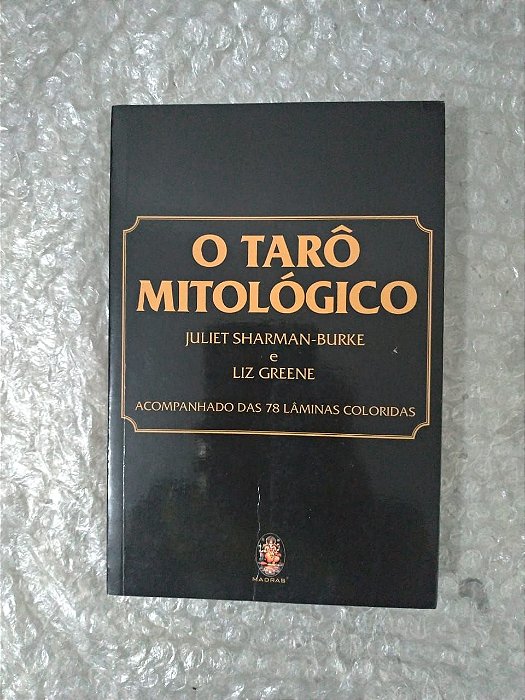 O TARÔ
MITOLÓGICO
JULIET SHARMAN-BURKE
e
LIZ GREENE
ACOMPANHADO DAS 78 LÂMINAS COLORIDAS
MADRAS®